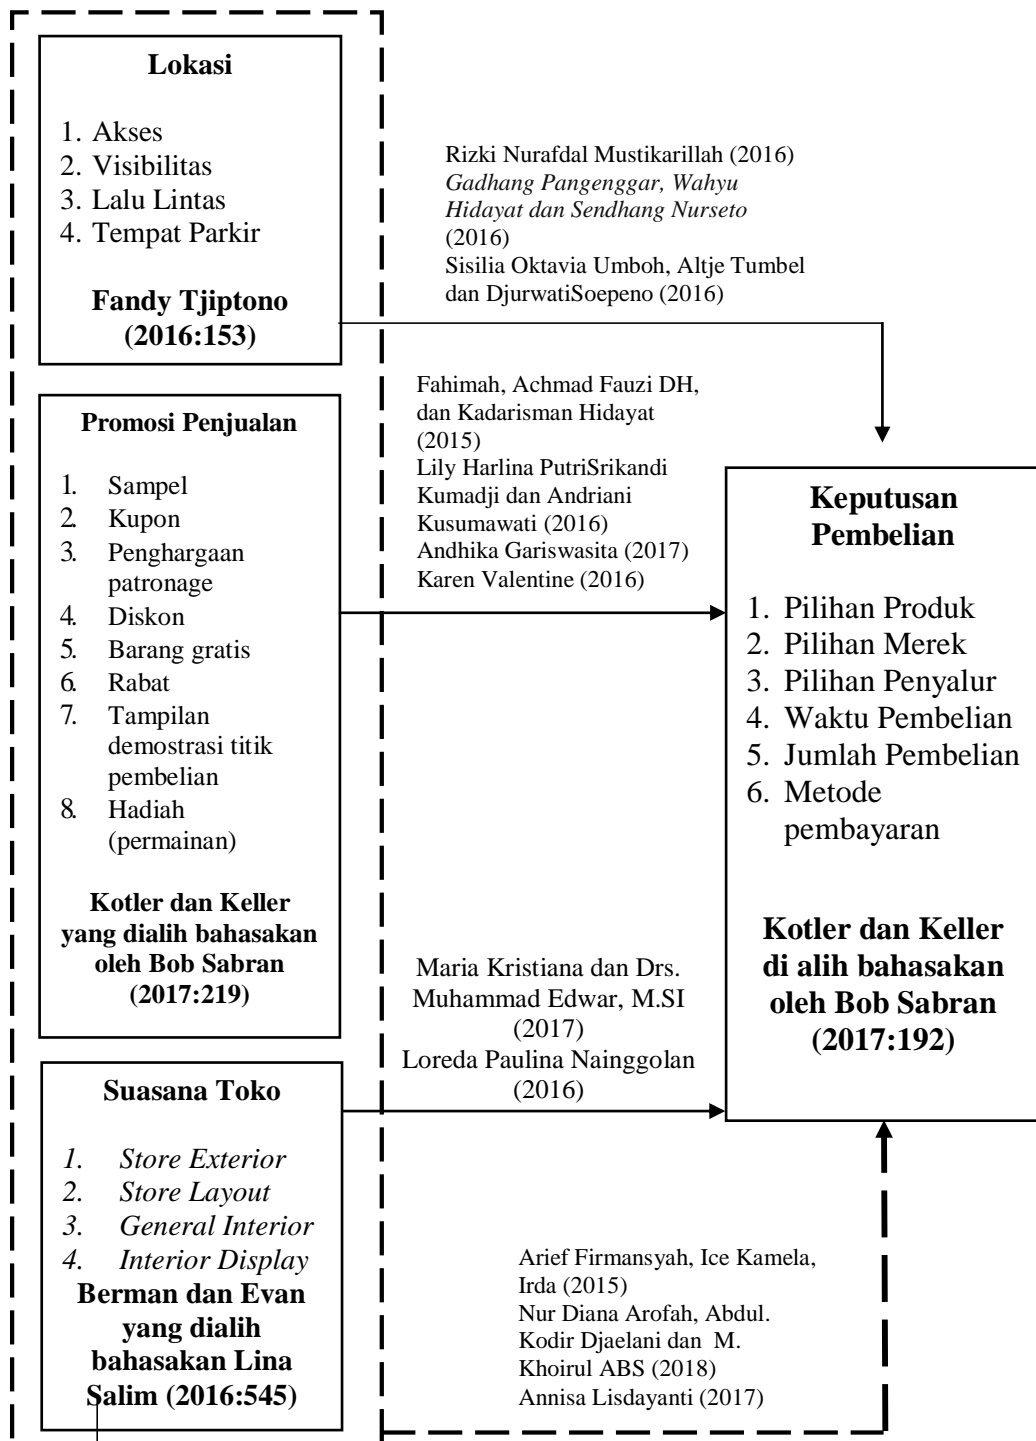 Lokasi
1. Akses
2. Visibilitas
3. Lalu Lintas
4. Tempat Parkir
Fandy Tjiptono
(2016:153)
Rizki Nurafdal Mustikarillah (2016)
Gadhang Pangenggar, Wahyu
Hidayat dan Sendhang Nurseto
(2016)
Sisilia Oktavia Umboh, Altje Tumbel
dan DjurwatiSoepeno (2016)
Promosi Penjualan
1. Sampel
2. Kupon
3. Penghargaan
patronage
4. Diskon
5. Barang gratis
6. Rabat
7. Tampilan
demostrasi titik
pembelian
8. Hadiah
(permainan)
Kotler dan Keller
yang dialih bahasakan
oleh Bob Sabran
(2017:219)
Fahimah, Achmad Fauzi DH,
dan Kadarisman Hidayat
(2015)
Lily Harlina PutriSrikandi
Kumadji dan Andriani
Kusumawati (2016)
Andhika Gariswasita (2017)
Karen Valentine (2016)
Keputusan
Pembelian
1. Pilihan Produk
2. Pilihan Merek
3. Pilihan Penyalur
4. Waktu Pembelian
5. Jumlah Pembelian
6. Metode
pembayaran
Kotler dan Keller
di alih bahasakan
oleh Bob Sabran
(2017:192)
Maria Kristiana dan Drs.
Muhammad Edwar, M.SI
(2017)
Loreda Paulina Nainggolan
(2016)
Suasana Toko
1. Store Exterior
2. Store Layout
3. General Interior
4. Interior Display
Berman dan Evan
yang dialih
bahasakan Lina
Salim (2016:545)
Arief Firmansyah, Ice Kamela,
Irda (2015)
Nur Diana Arofah, Abdul.
Kodir Djaelani dan M.
Khoirul ABS (2018)
Annisa Lisdayanti (2017)